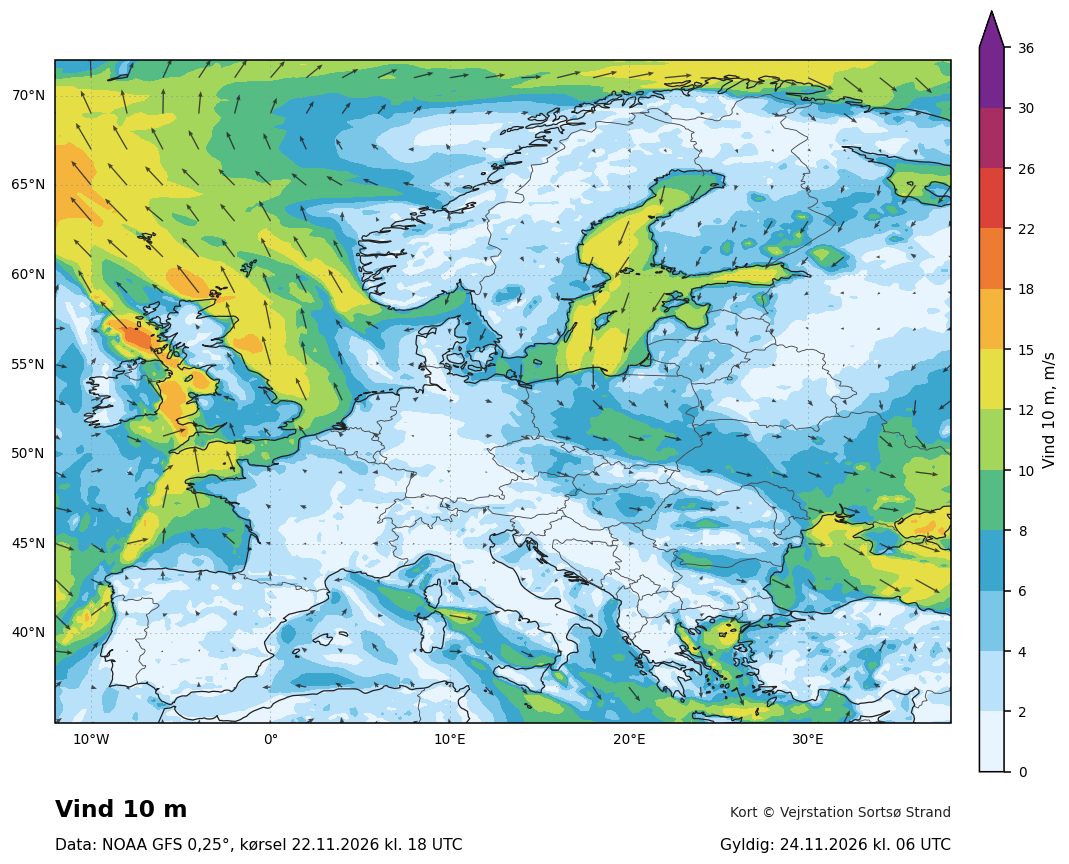 36
30
26
22
18
15
12
10
8
6
4
2
0
Vind 10 m, m/s
70°N
65°N
60°N
55°N
50°N
45°N
40°N
10°W
0°
10°E
20°E
30°E
Vind 10 m
Kort © Vejrstation Sortsø Strand
Data: NOAA GFS 0,25°, kørsel 22.11.2026 kl. 18 UTC
Gyldig: 24.11.2026 kl. 06 UTC